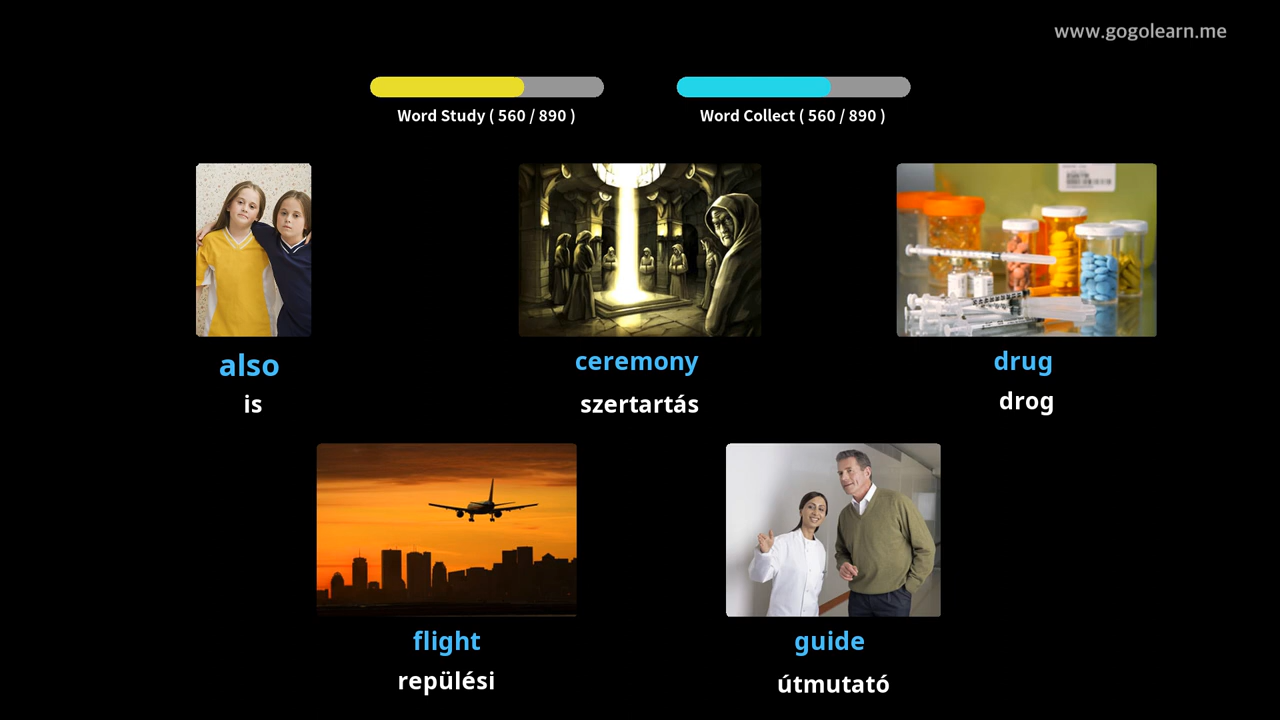 www.gogolearn.me
Word Study ( 560 / 890 )
Word Collect ( 560 / 890 )
also
is
ceremony
szertartás
drug
drog
flight
repülési
guide
útmutató